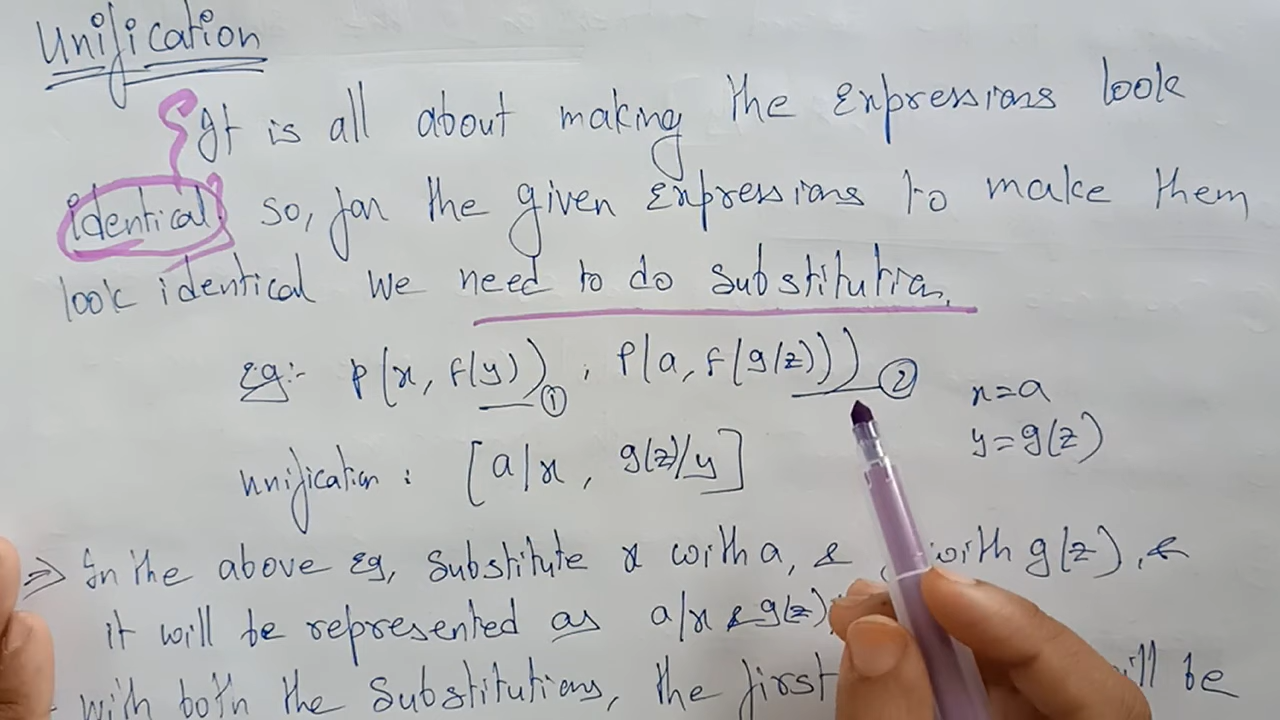 Unification
It is all about making the Expressions look
identical, so, for the given Expressions to make them
look identical we need to do substitution.
Eg:- p(x, f(y)) ① ; P(a, f(g(z))) ②
x=a
y=g(z)
unification : [a/x, g(z)/y]
⇒ In the above Eg, substitute x with a, & with g(z), &
it will be represented as a/x & g(z)
with both the substitutions, the first will be